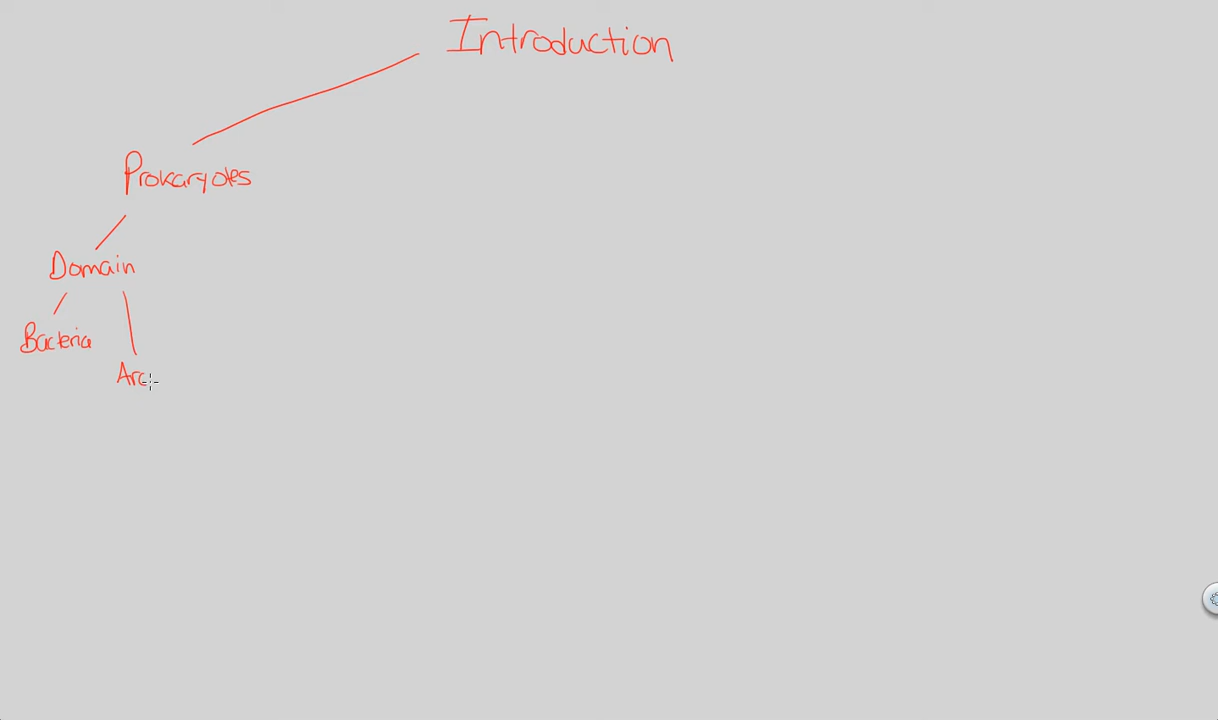 Introduction
Prokaryotes
Domain
Bacteria
Arc